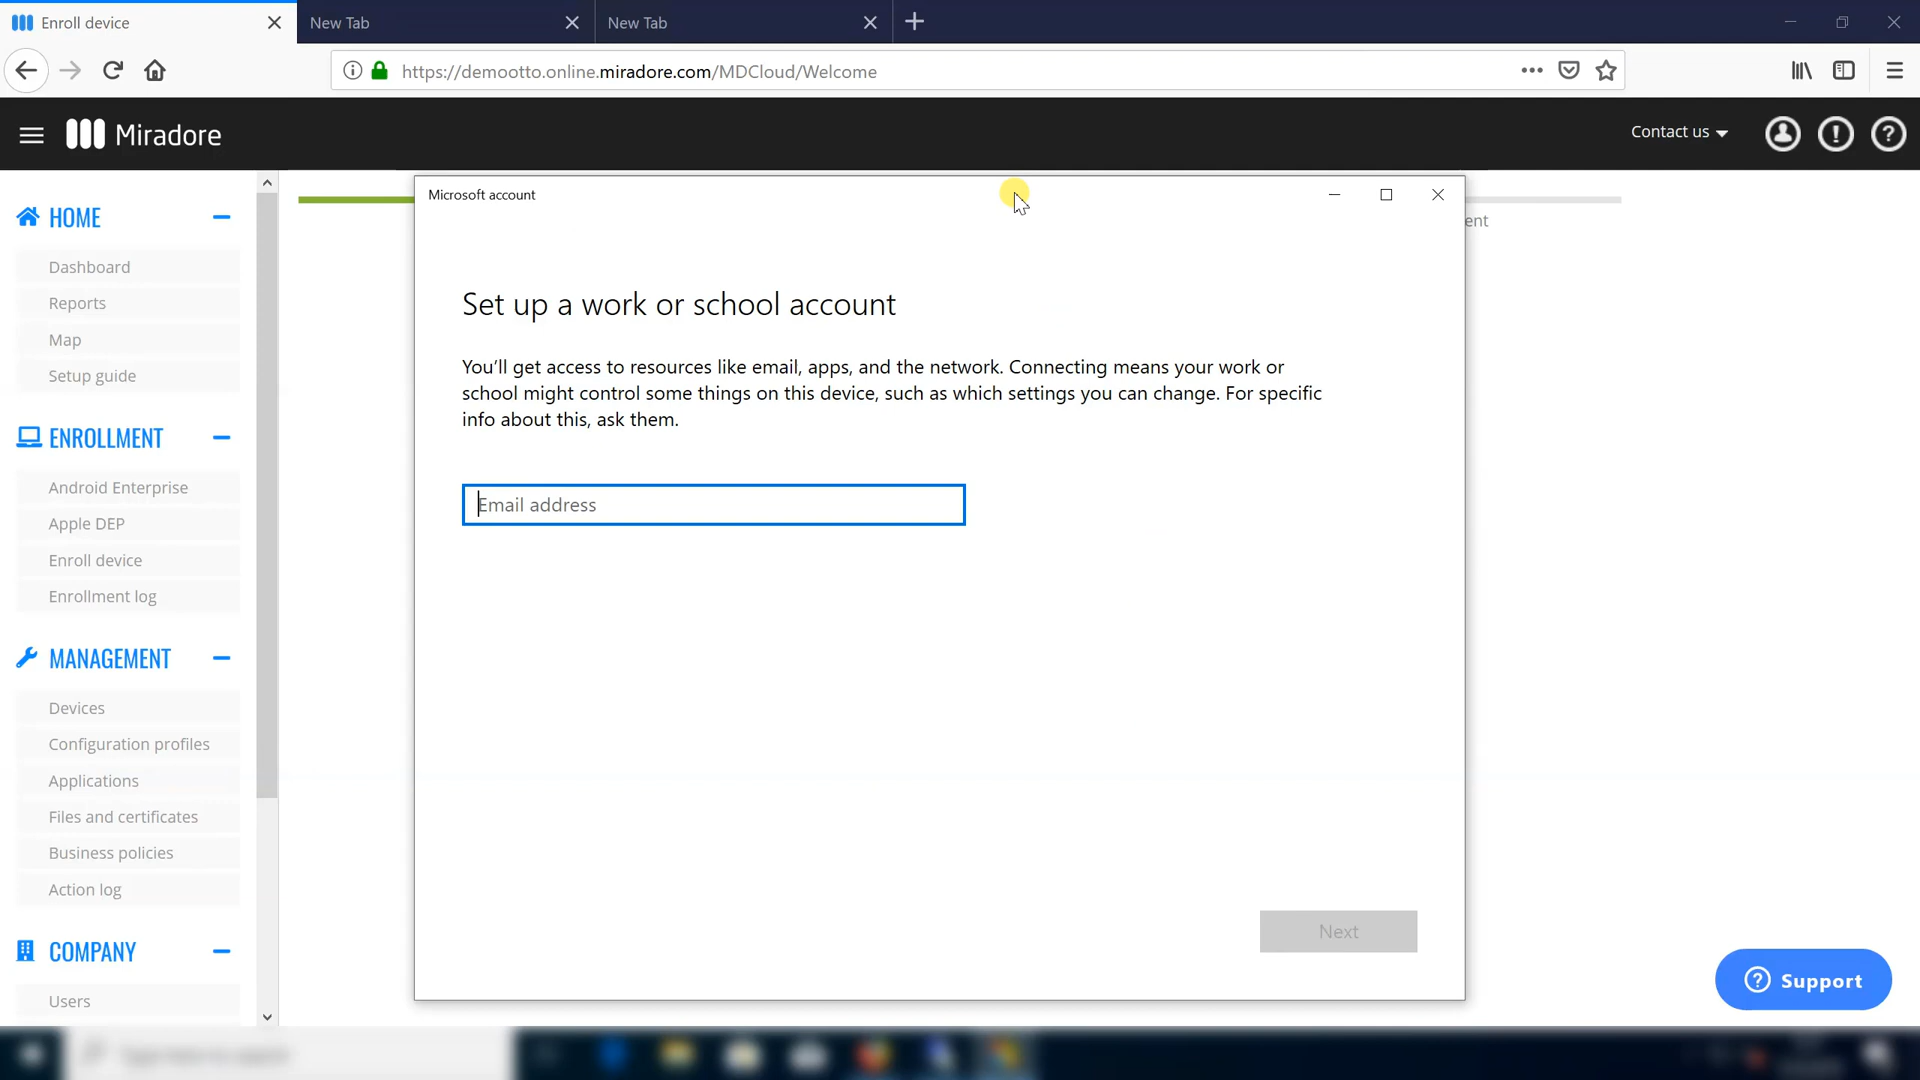 Enroll device
New Tab
New Tab
https://demootto.online.miradore.com/MDCloud/Welcome
Miradore
Contact us
HOME
Dashboard
Reports
Map
Setup guide
ENROLLMENT
Android Enterprise
Apple DEP
Enroll device
Enrollment log
MANAGEMENT
Devices
Configuration profiles
Applications
Files and certificates
Business policies
Action log
COMPANY
Users
Microsoft account
ent
Set up a work or school account
You'll get access to resources like email, apps, and the network. Connecting means your work or
school might control some things on this device, such as which settings you can change. For specific
info about this, ask them.
Email address
Next
Support
Type here to search